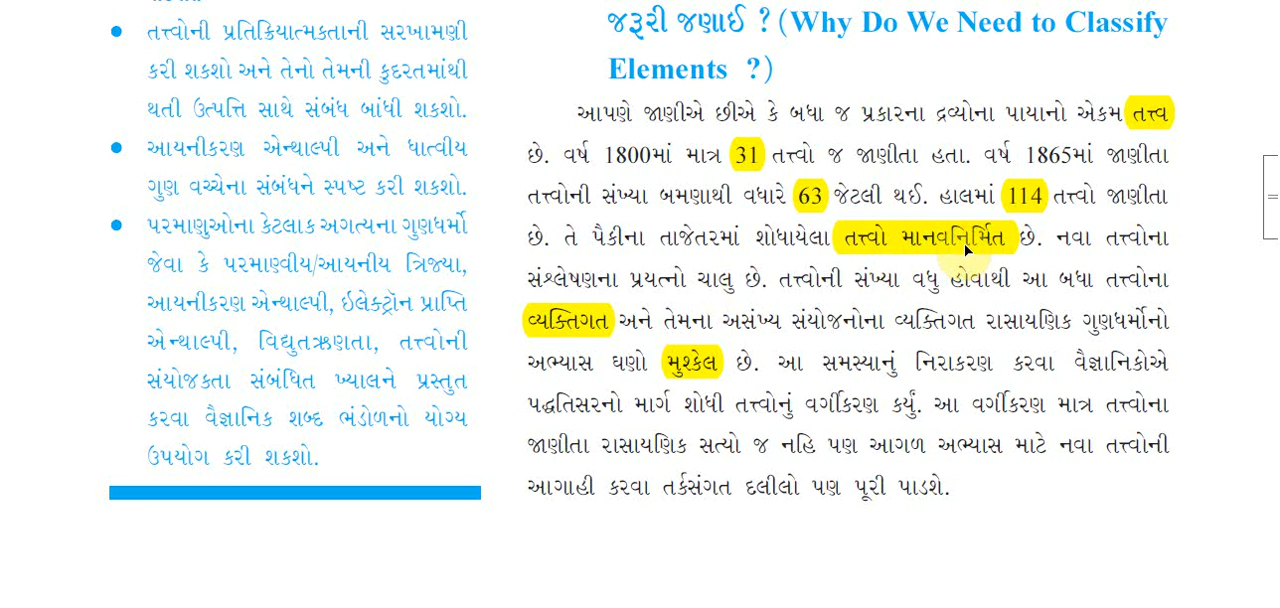 તત્ત્વોની પ્રતિક્રિયાત્મકતાની સરખામણી
કરી શકશો અને તેનો તેમની કુદરતમાંથી
થતી ઉત્પત્તિ સાથે સંબંધ બાંધી શકશો.
આયનીકરણ એન્થાલ્પી અને ધાત્વીય
ગુણ વચ્ચેના સંબંધને સ્પષ્ટ કરી શકશો.
પરમાણુઓના કેટલાક અગત્યના ગુણધર્મો
જેવા કે પરમાણ્વીય/આયનીય ત્રિજ્યા,
આયનીકરણ એન્થાલ્પી, ઇલેક્ટ્રૉન પ્રાપ્તિ
એન્થાલ્પી, વિદ્યુતઋણતા, તત્ત્વોની
સંયોજકતા સંબંધિત ખ્યાલને પ્રસ્તુત
કરવા વૈજ્ઞાનિક શબ્દ ભંડોળનો યોગ્ય
ઉપયોગ કરી શકશો.
જરૂરી જણાઈ ? (Why Do We Need to Classify
Elements ?)
આપણે જાણીએ છીએ કે બધા જ પ્રકારના દ્રવ્યોના પાયાનો એકમ તત્ત્વ
છે. વર્ષ 1800માં માત્ર 31 તત્ત્વો જ જાણીતા હતા. વર્ષ 1865માં જાણીતા
તત્ત્વોની સંખ્યા બમણાથી વધારે 63 જેટલી થઈ. હાલમાં 114 તત્ત્વો જાણીતા
છે. તે પૈકીના તાજેતરમાં શોધાયેલા તત્ત્વો માનવનિર્મિત છે. નવા તત્ત્વોના
સંશ્લેષણના પ્રયત્નો ચાલુ છે. તત્ત્વોની સંખ્યા વધુ હોવાથી આ બધા તત્ત્વોના
વ્યક્તિગત અને તેમના અસંખ્ય સંયોજનોના વ્યક્તિગત રાસાયણિક ગુણધર્મોનો
અભ્યાસ ઘણો મુશ્કેલ છે. આ સમસ્યાનું નિરાકરણ કરવા વૈજ્ઞાનિકોએ
પદ્ધતિસરનો માર્ગ શોધી તત્ત્વોનું વર્ગીકરણ કર્યું. આ વર્ગીકરણ માત્ર તત્ત્વોના
જાણીતા રાસાયણિક સત્યો જ નહિ પણ આગળ અભ્યાસ માટે નવા તત્ત્વોની
આગાહી કરવા તર્કસંગત દલીલો પણ પૂરી પાડશે.